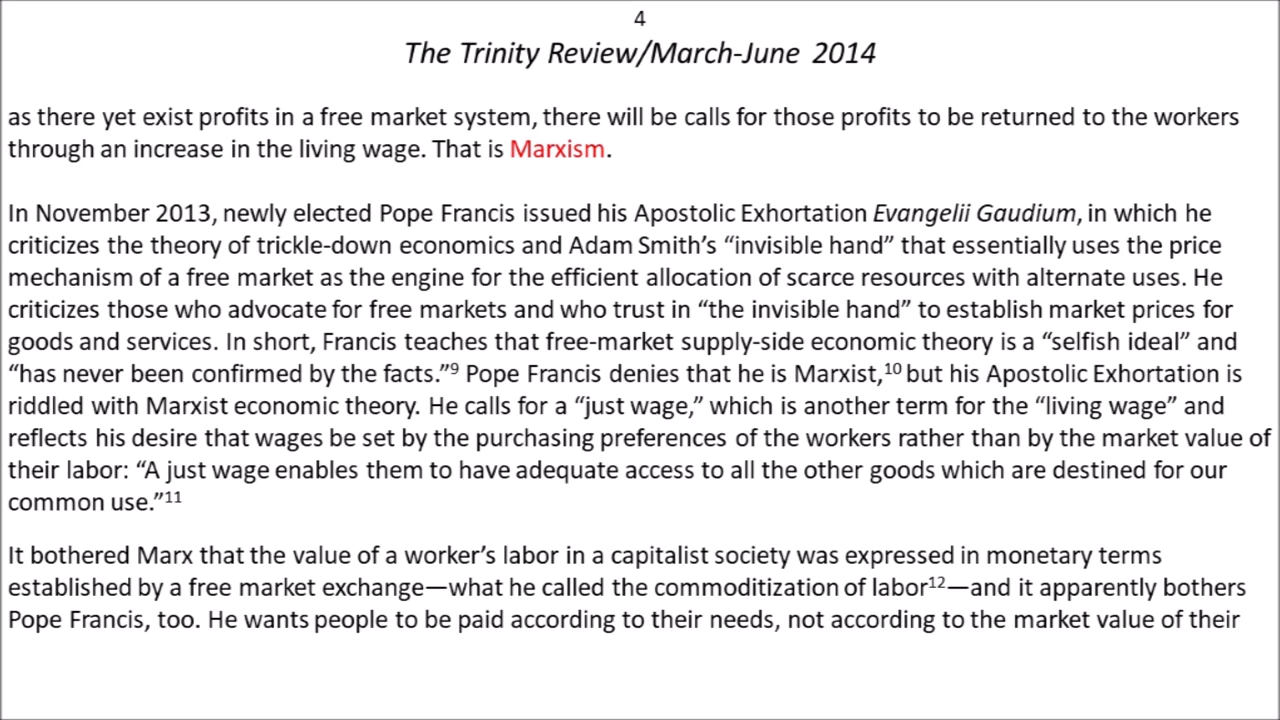 4
The Trinity Review/March-June 2014
as there yet exist profits in a free market system, there will be calls for those profits to be returned to the workers
through an increase in the living wage. That is Marxism.
In November 2013, newly elected Pope Francis issued his Apostolic Exhortation Evangelii Gaudium, in which he
criticizes the theory of trickle-down economics and Adam Smith’s “invisible hand” that essentially uses the price
mechanism of a free market as the engine for the efficient allocation of scarce resources with alternate uses. He
criticizes those who advocate for free markets and who trust in “the invisible hand” to establish market prices for
goods and services. In short, Francis teaches that free-market supply-side economic theory is a “selfish ideal” and
“has never been confirmed by the facts.”⁹ Pope Francis denies that he is Marxist,¹⁰ but his Apostolic Exhortation is
riddled with Marxist economic theory. He calls for a “just wage,” which is another term for the “living wage” and
reflects his desire that wages be set by the purchasing preferences of the workers rather than by the market value of
their labor: “A just wage enables them to have adequate access to all the other goods which are destined for our
common use.”¹¹
It bothered Marx that the value of a worker’s labor in a capitalist society was expressed in monetary terms
established by a free market exchange—what he called the commoditization of labor¹²—and it apparently bothers
Pope Francis, too. He wants people to be paid according to their needs, not according to the market value of their